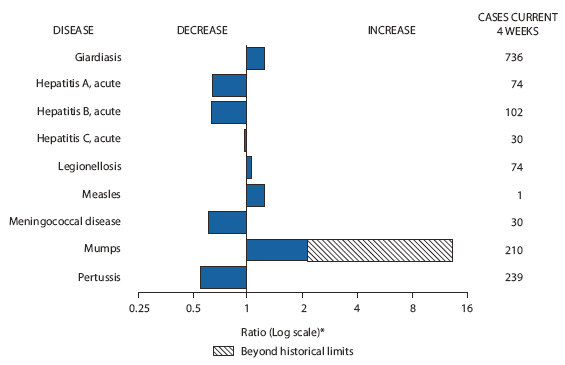 CASES CURRENT
DISEASE DECREASE INCREASE 4 WEEKS
Giardiasis 736
Hepatitis A, acute 74
Hepatitis B, acute 102
Hepatitis C, acute 30
Legionellosis 74
Measles 1
Meningococcal disease 30
Mumps 210
Pertussis 239
0.25 0.5 1 2 4 8 16
Ratio (Log scale)*
Beyond historical limits